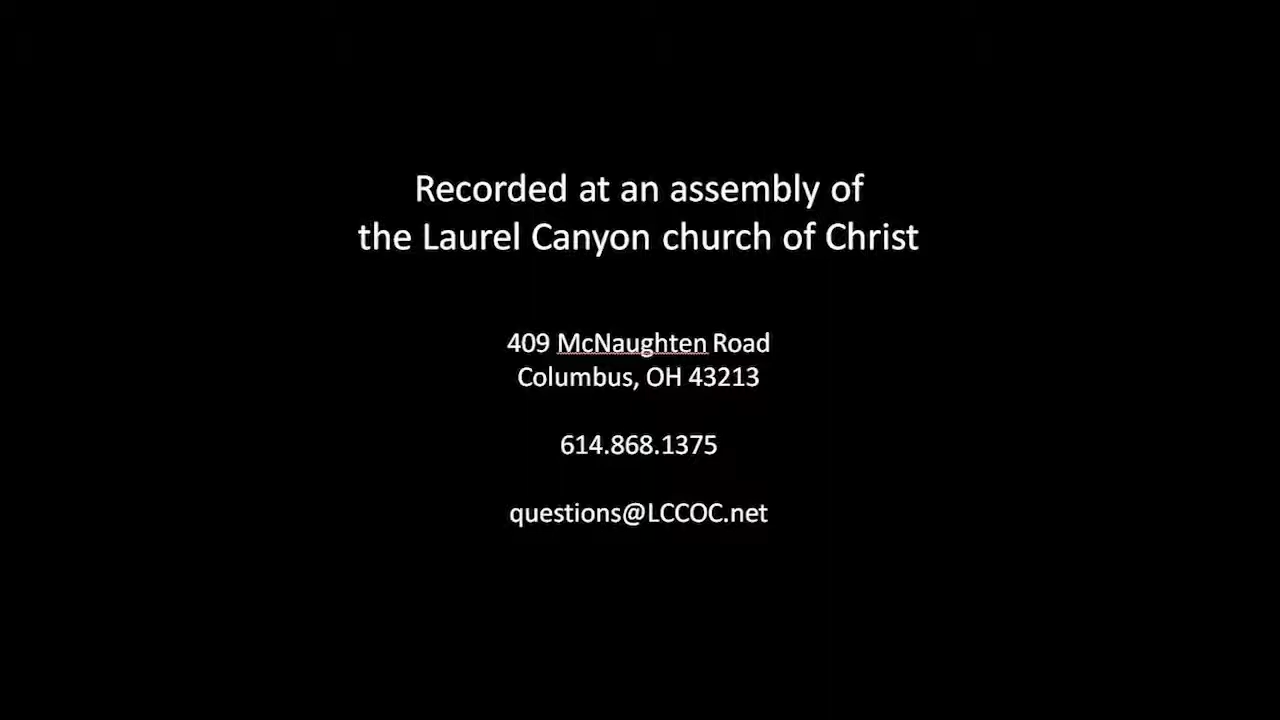 Recorded at an assembly of
the Laurel Canyon church of Christ
409 McNaughten Road
Columbus, OH 43213
614.868.1375
questions@LCCOC.net